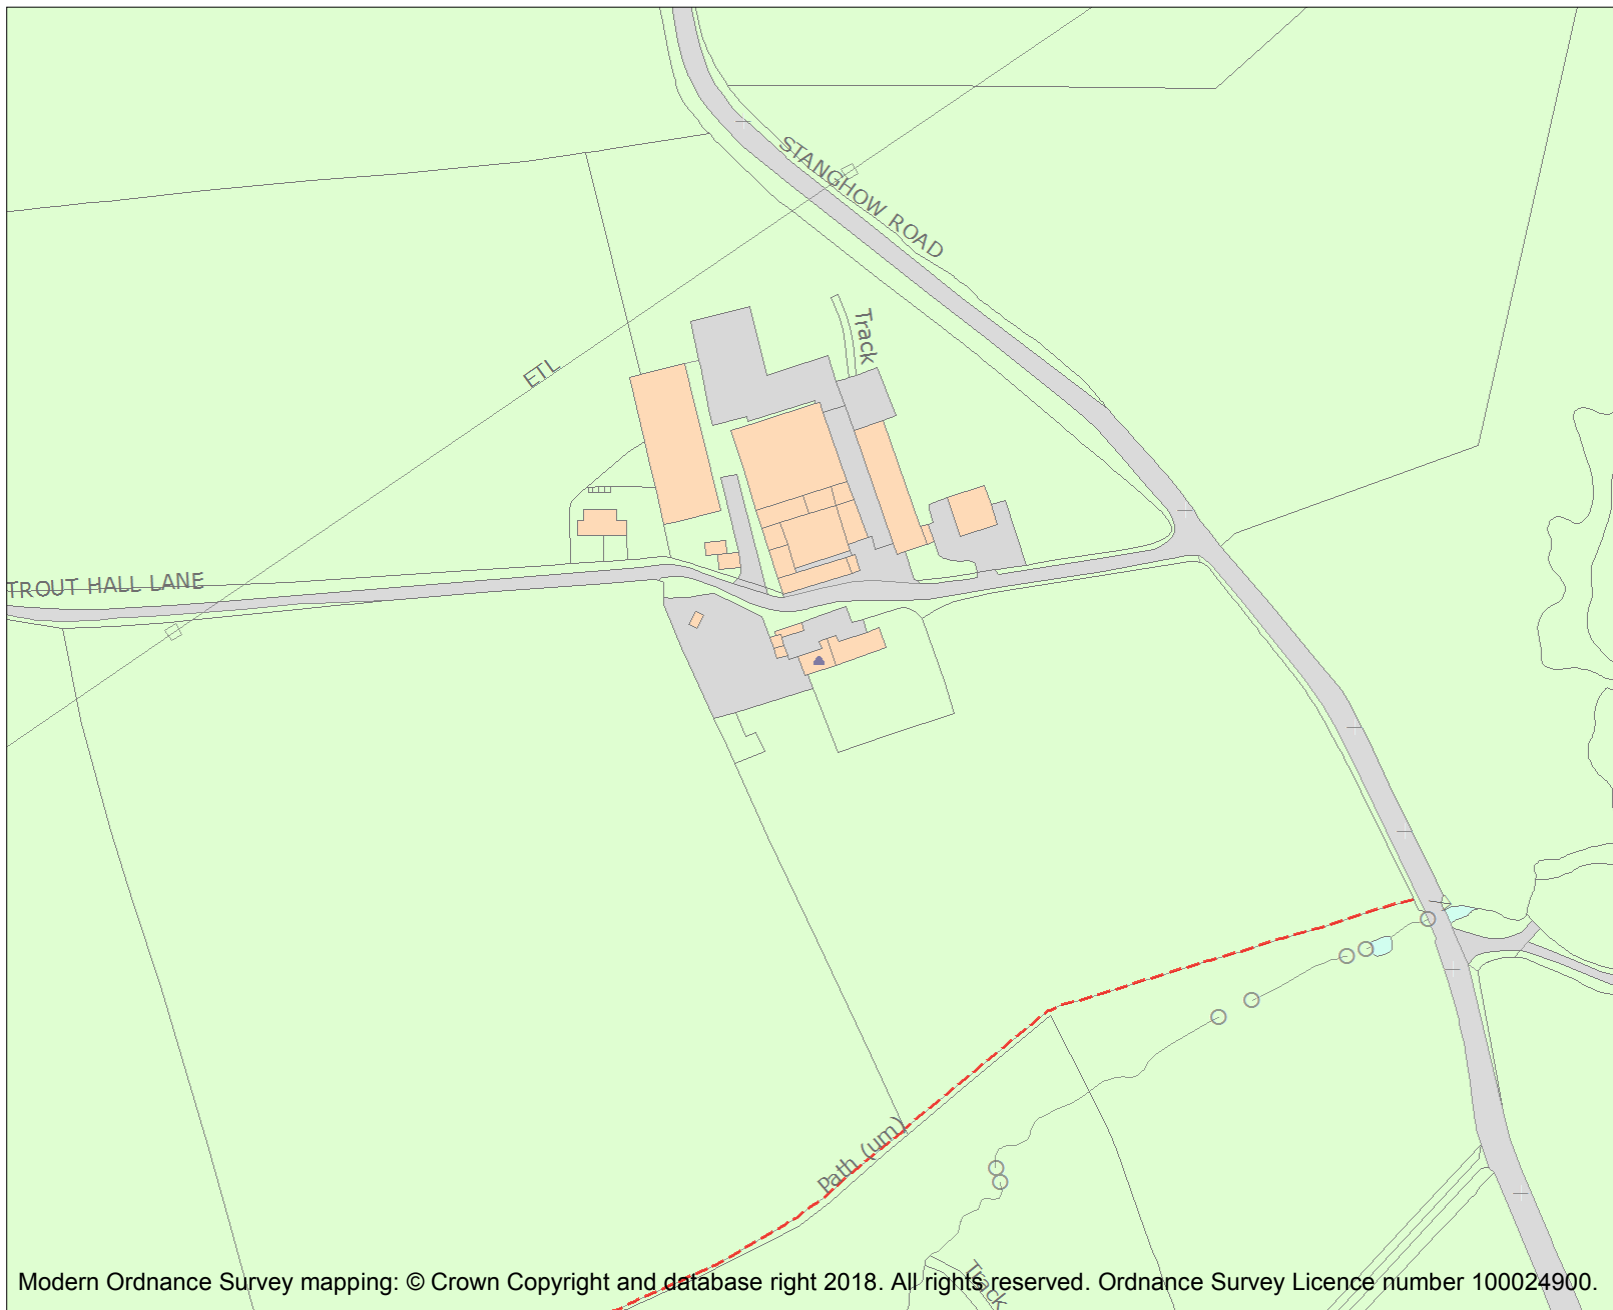 STANGHOW ROAD
Track
ETL
TROUT HALL LANE
Path (um)
Track
Modern Ordnance Survey mapping: © Crown Copyright and database right 2018. All rights reserved. Ordnance Survey Licence number 100024900.